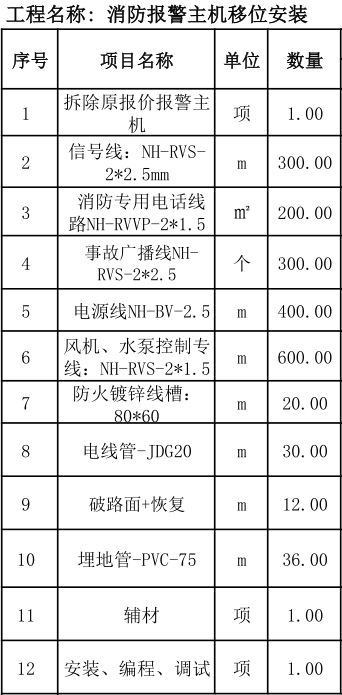 工程名称: 消防报警主机移位安装
序号 项目名称 单位 数量
1 拆除原报价报警主机 项 1.00
2 信号线: NH-RVS-2*2.5mm m 300.00
3 消防专用电话线路NH-RVVP-2*1.5 ㎡ 200.00
4 事故广播线NH-RVS-2*2.5 个 300.00
5 电源线NH-BV-2.5 m 400.00
6 风机、水泵控制专线: NH-RVS-2*1.5 m 600.00
7 防火镀锌线槽: 80*60 m 20.00
8 电线管-JDG20 m 30.00
9 破路面+恢复 m 12.00
10 埋地管-PVC-75 m 36.00
11 辅材 项 1.00
12 安装、编程、调试 项 1.00